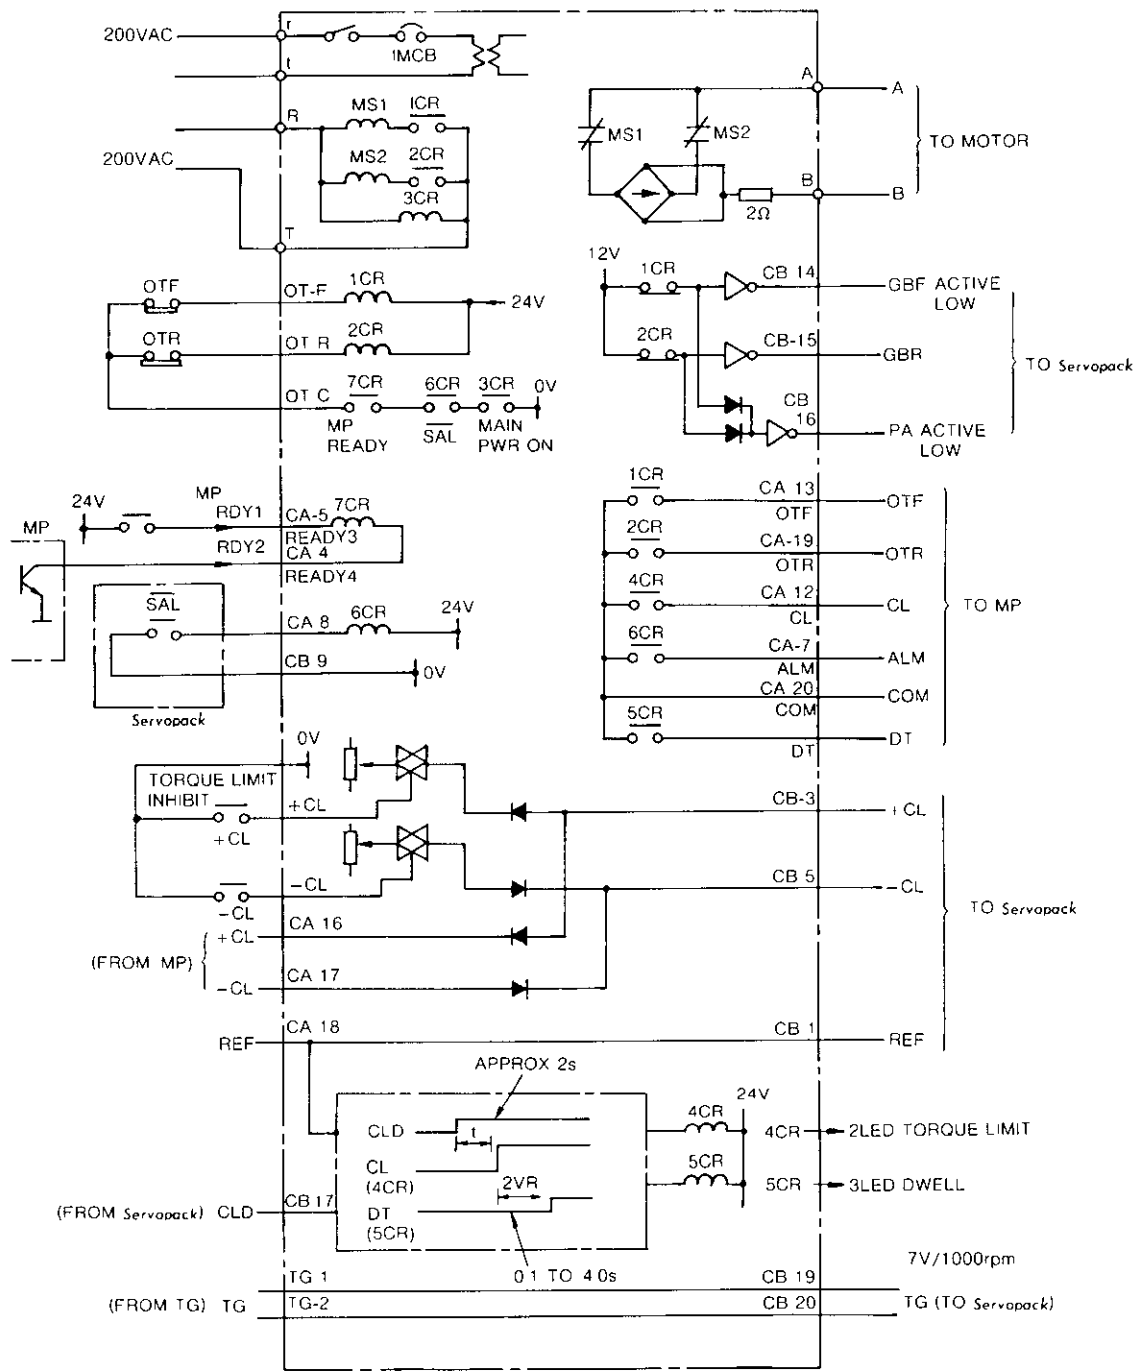 200VAC
r
1MCB
t
R
MS1
1CR
200VAC
MS2
2CR
3CR
T
A
A
MS1
MS2
TO MOTOR
B
B
2Ω
OTF
OT-F
1CR
24V
OTR
OT R
2CR
OT C
7CR
6CR
3CR
0V
MP
READY
SAL
MAIN
PWR ON
12V
1CR
CB 14
GBF ACTIVE
LOW
2CR
CB-15
GBR
TO Servopack
CB
16
PA ACTIVE
LOW
24V
MP
RDY1
CA-5
7CR
READY3
MP
RDY2
CA 4
READY4
SAL
CA 8
6CR
24V
CB 9
0V
Servopack
1CR
CA 13
OTF
OTF
2CR
CA-19
OTR
OTR
4CR
CA 12
CL
CL
TO MP
6CR
CA-7
ALM
ALM
CA 20
COM
COM
5CR
DT
DT
0V
TORQUE LIMIT
INHIBIT
+CL
+CL
-CL
-CL
CB-3
+CL
CB 5
-CL
TO Servopack
CA 16
+CL
(FROM MP)
CA 17
-CL
CA 18
REF
CB 1
REF
APPROX 2s
CLD
t
CL
(4CR)
2VR
DT
(5CR)
0 1 TO 4 0s
24V
4CR
4CR
2LED TORQUE LIMIT
5CR
5CR
3LED DWELL
(FROM Servopack) CLD
CB 17
7V/1000rpm
TG 1
CB 19
(FROM TG) TG
TG-2
CB 20
TG (TO Servopack)